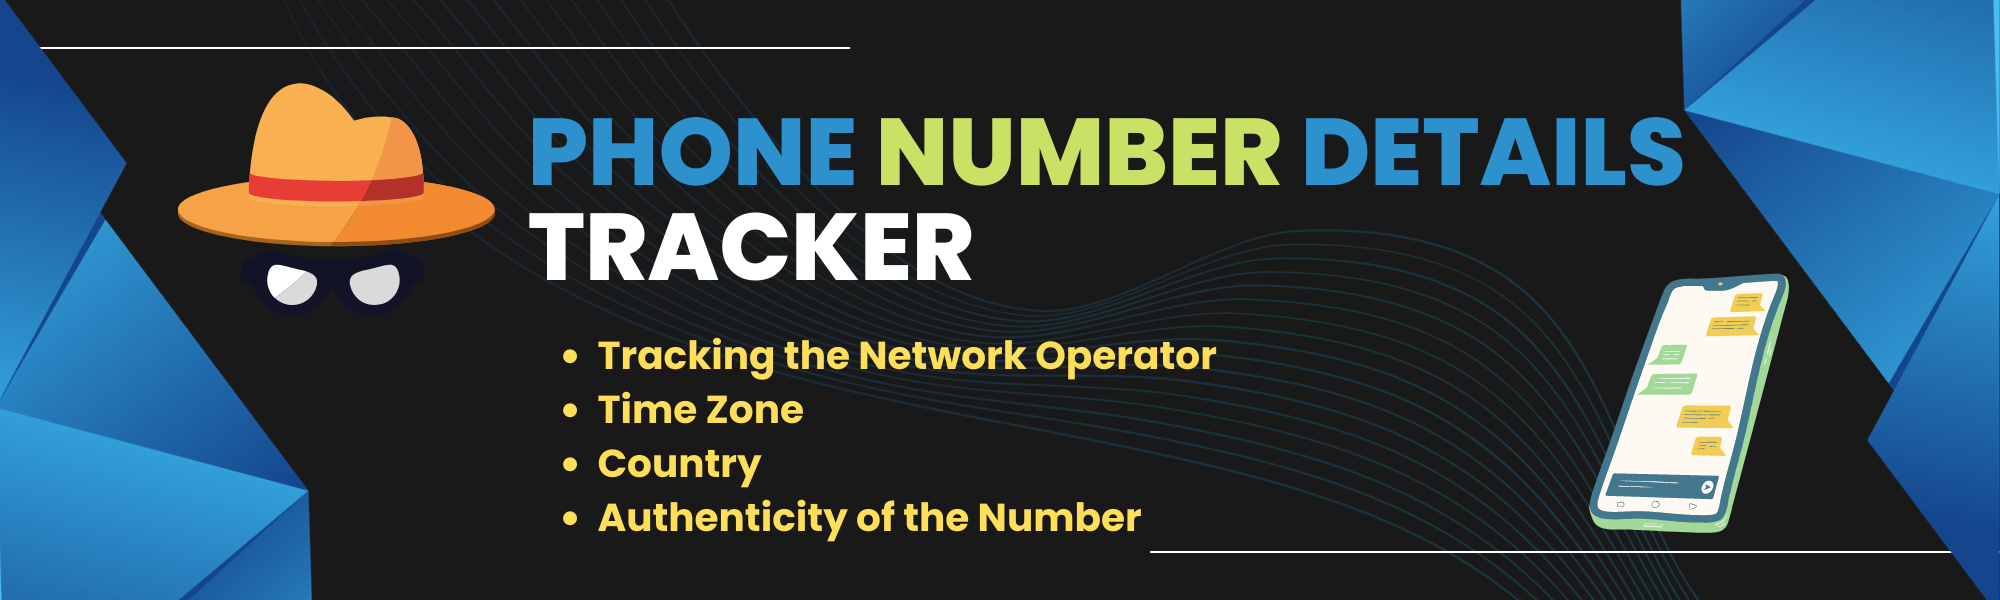 PHONE NUMBER DETAILS
TRACKER
• Tracking the Network Operator
• Time Zone
• Country
• Authenticity of the Number